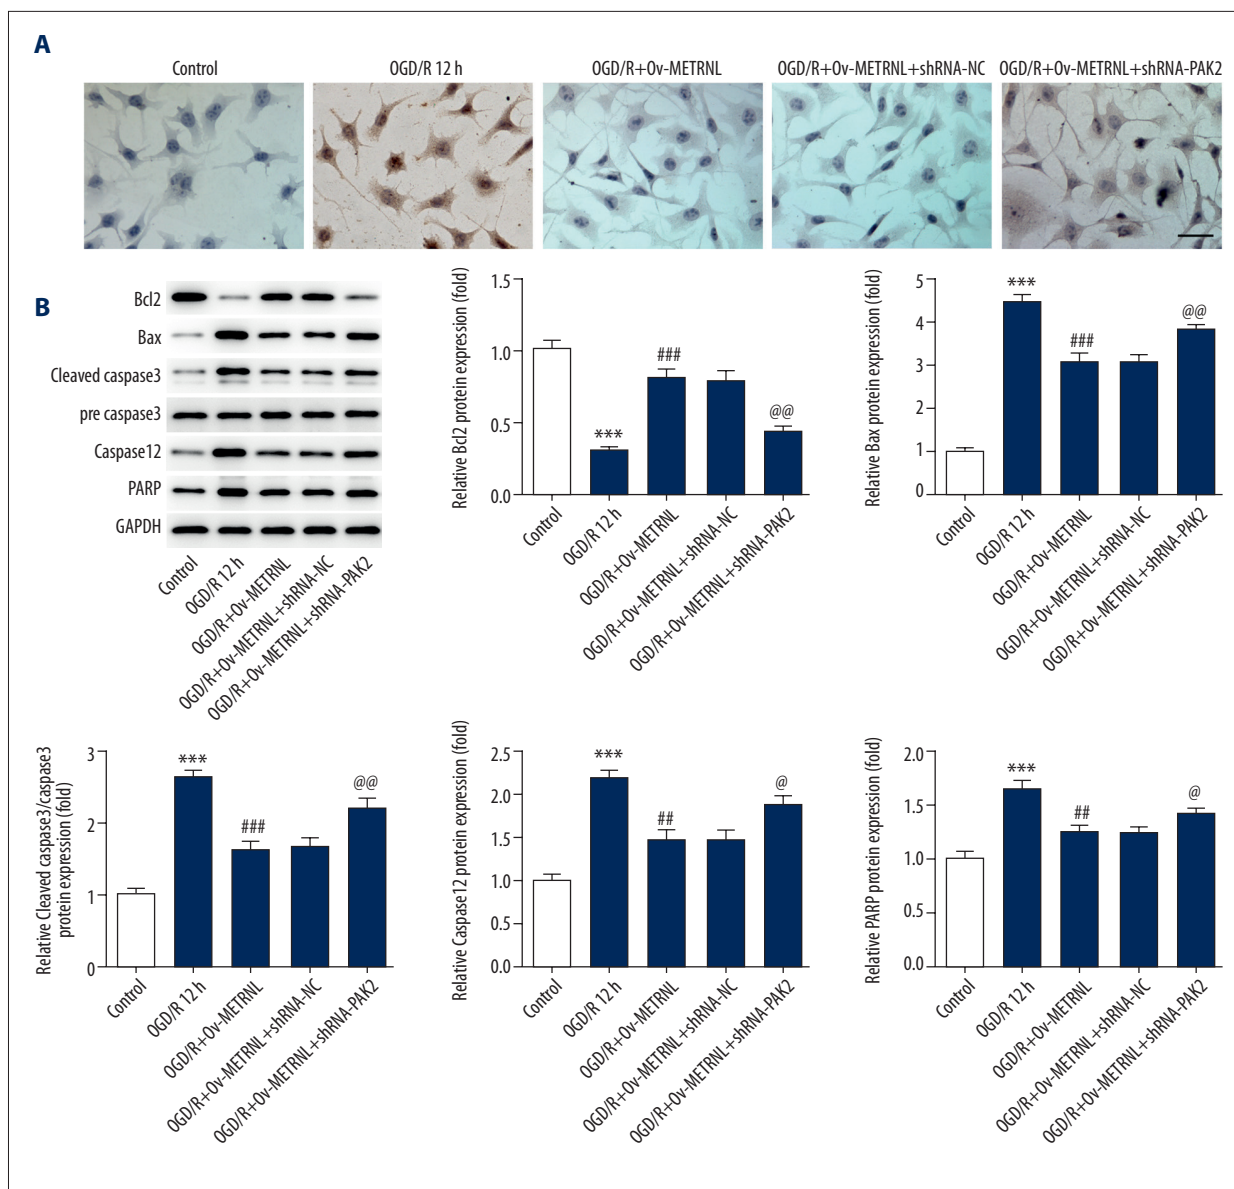 A
Control
OGD/R 12 h
OGD/R+Ov-METRNL
OGD/R+Ov-METRNL+shRNA-NC
OGD/R+Ov-METRNL+shRNA-PAK2
B
Bcl2
Bax
Cleaved caspase3
pre caspase3
Caspase12
PARP
GAPDH
Control
OGD/R 12 h
OGD/R+Ov-METRNL
OGD/R+Ov-METRNL+shRNA-NC
OGD/R+Ov-METRNL+shRNA-PAK2
Relative Bcl2 protein expression (fold)
1.5
1.0
0.5
0.0
***
###
@@
Control
OGD/R 12 h
OGD/R+Ov-METRNL
OGD/R+Ov-METRNL+shRNA-NC
OGD/R+Ov-METRNL+shRNA-PAK2
Relative Bax protein expression (fold)
5
4
3
2
1
0
***
###
@@
Control
OGD/R 12 h
OGD/R+Ov-METRNL
OGD/R+Ov-METRNL+shRNA-NC
OGD/R+Ov-METRNL+shRNA-PAK2
Relative Cleaved caspase3/caspase3
protein expression (fold)
3
2
1
0
***
###
@@
Control
OGD/R 12 h
OGD/R+Ov-METRNL
OGD/R+Ov-METRNL+shRNA-NC
OGD/R+Ov-METRNL+shRNA-PAK2
Relative Caspase12 protein expression (fold)
2.5
2.0
1.5
1.0
0.5
0.0
***
##
@
Control
OGD/R 12 h
OGD/R+Ov-METRNL
OGD/R+Ov-METRNL+shRNA-NC
OGD/R+Ov-METRNL+shRNA-PAK2
Relative PARP protein expression (fold)
2.0
1.5
1.0
0.5
0.0
***
##
@
Control
OGD/R 12 h
OGD/R+Ov-METRNL
OGD/R+Ov-METRNL+shRNA-NC
OGD/R+Ov-METRNL+shRNA-PAK2